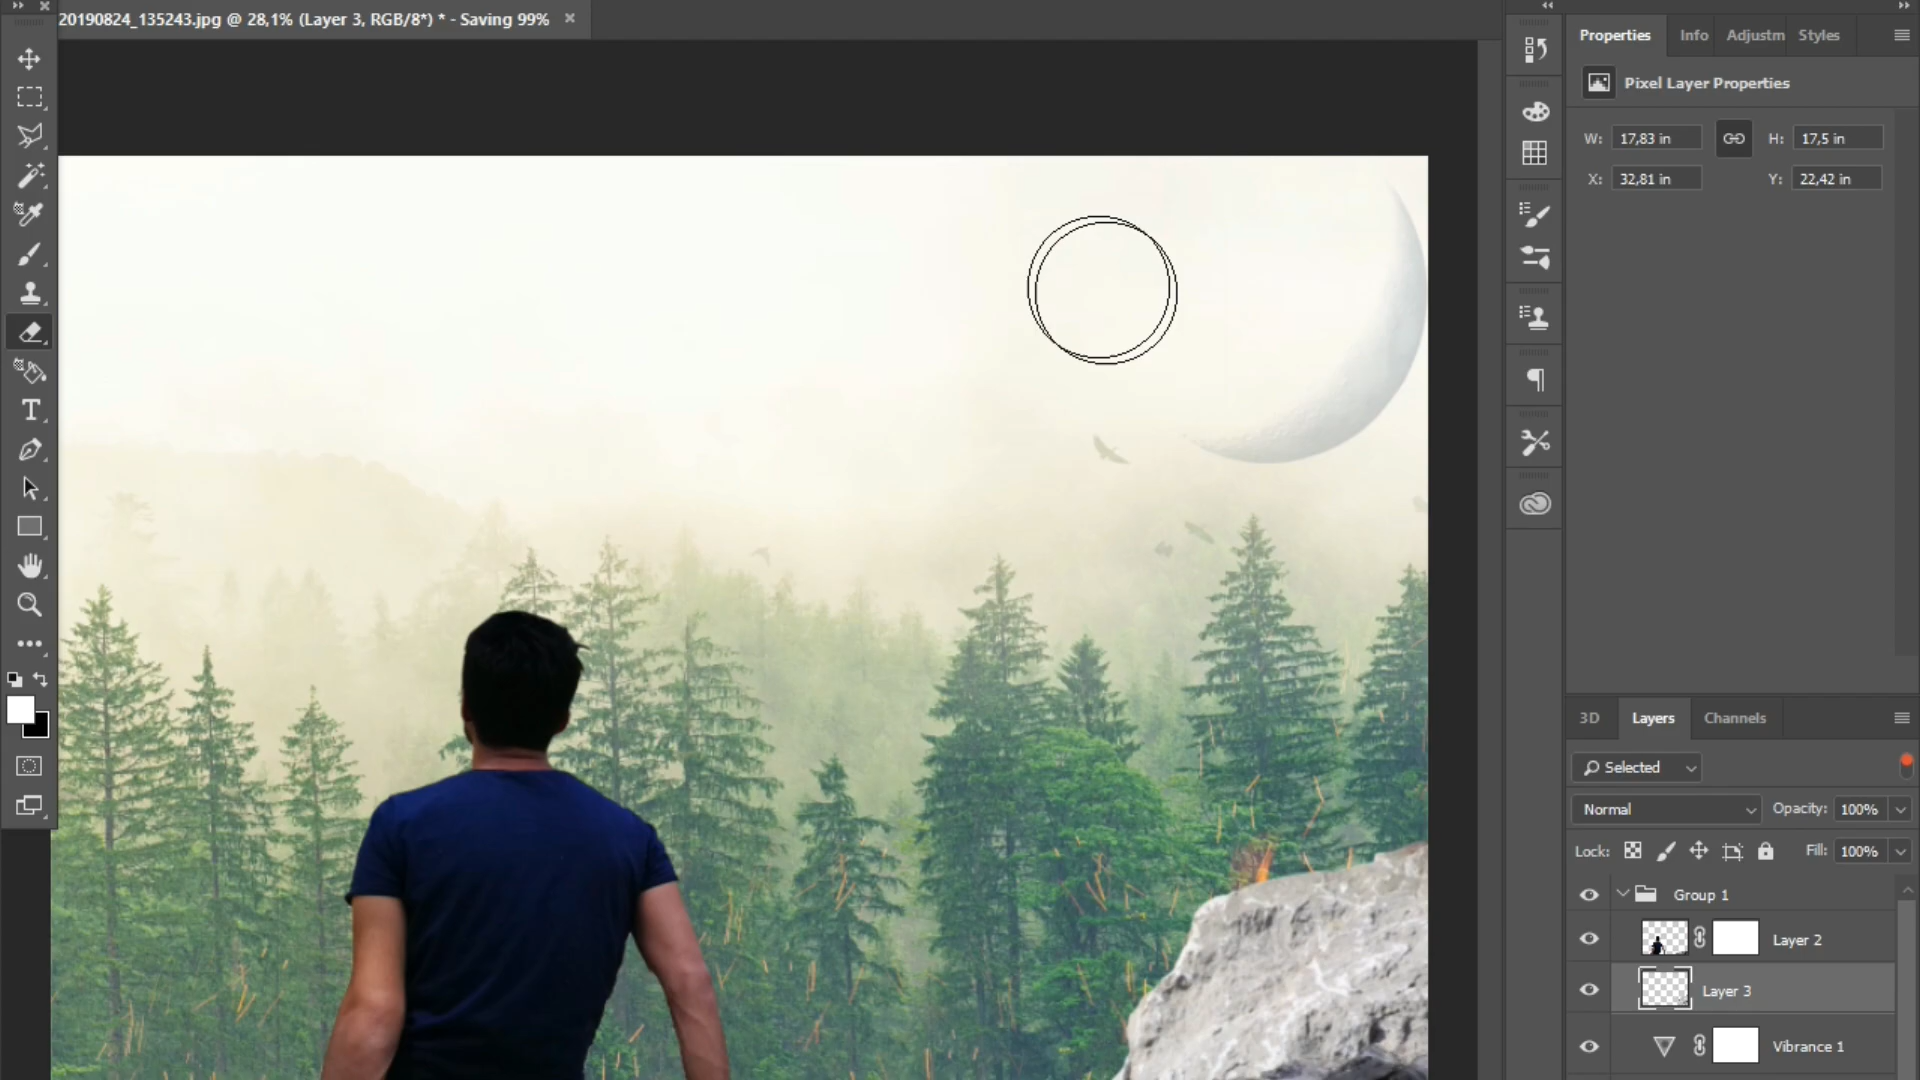 20190824_135243.jpg @ 28,1% (Layer 3, RGB/8*) * - Saving 99%
Properties Info Adjustm Styles
Pixel Layer Properties
W: 17,83 in H: 17,5 in
X: 32,81 in Y: 22,42 in
3D Layers Channels
Selected
Normal Opacity: 100%
Lock: Fill: 100%
Group 1
Layer 2
Layer 3
Vibrance 1